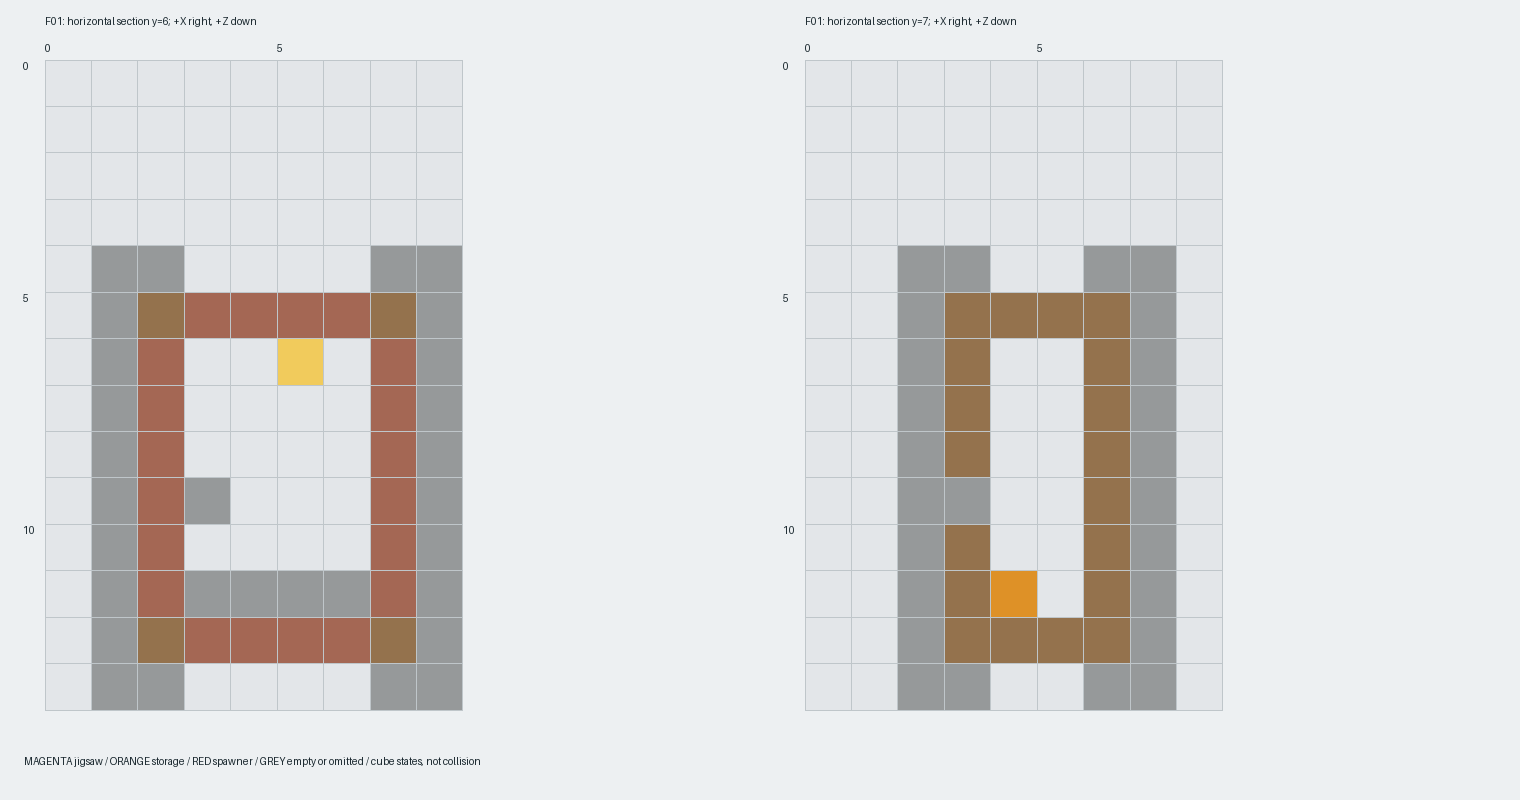 F01: horizontal section y=6; +X right, +Z down
F01: horizontal section y=7; +X right, +Z down
0 5
0 5
0 0
5 5
10 10
MAGENTA jigsaw / ORANGE storage / RED spawner / GREY empty or omitted / cube states, not collision